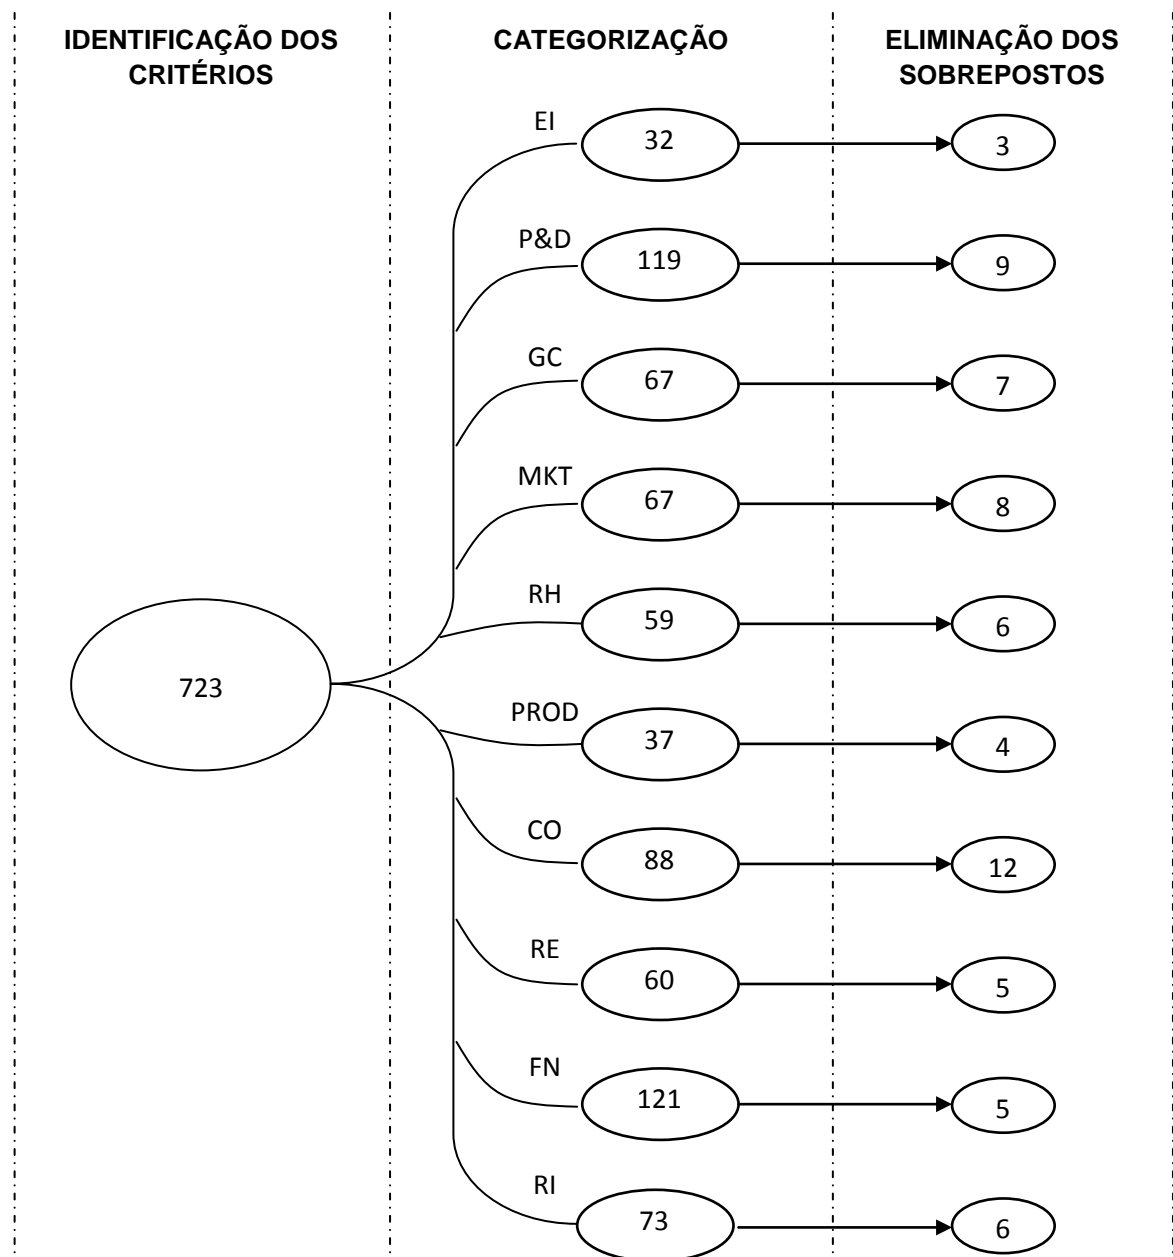 IDENTIFICAÇÃO DOS
CRITÉRIOS
CATEGORIZAÇÃO
ELIMINAÇÃO DOS
SOBREPOSTOS
EI
32
3
P&D
119
9
GC
67
7
MKT
67
8
RH
59
6
723
PROD
37
4
CO
88
12
RE
60
5
FN
121
5
RI
73
6